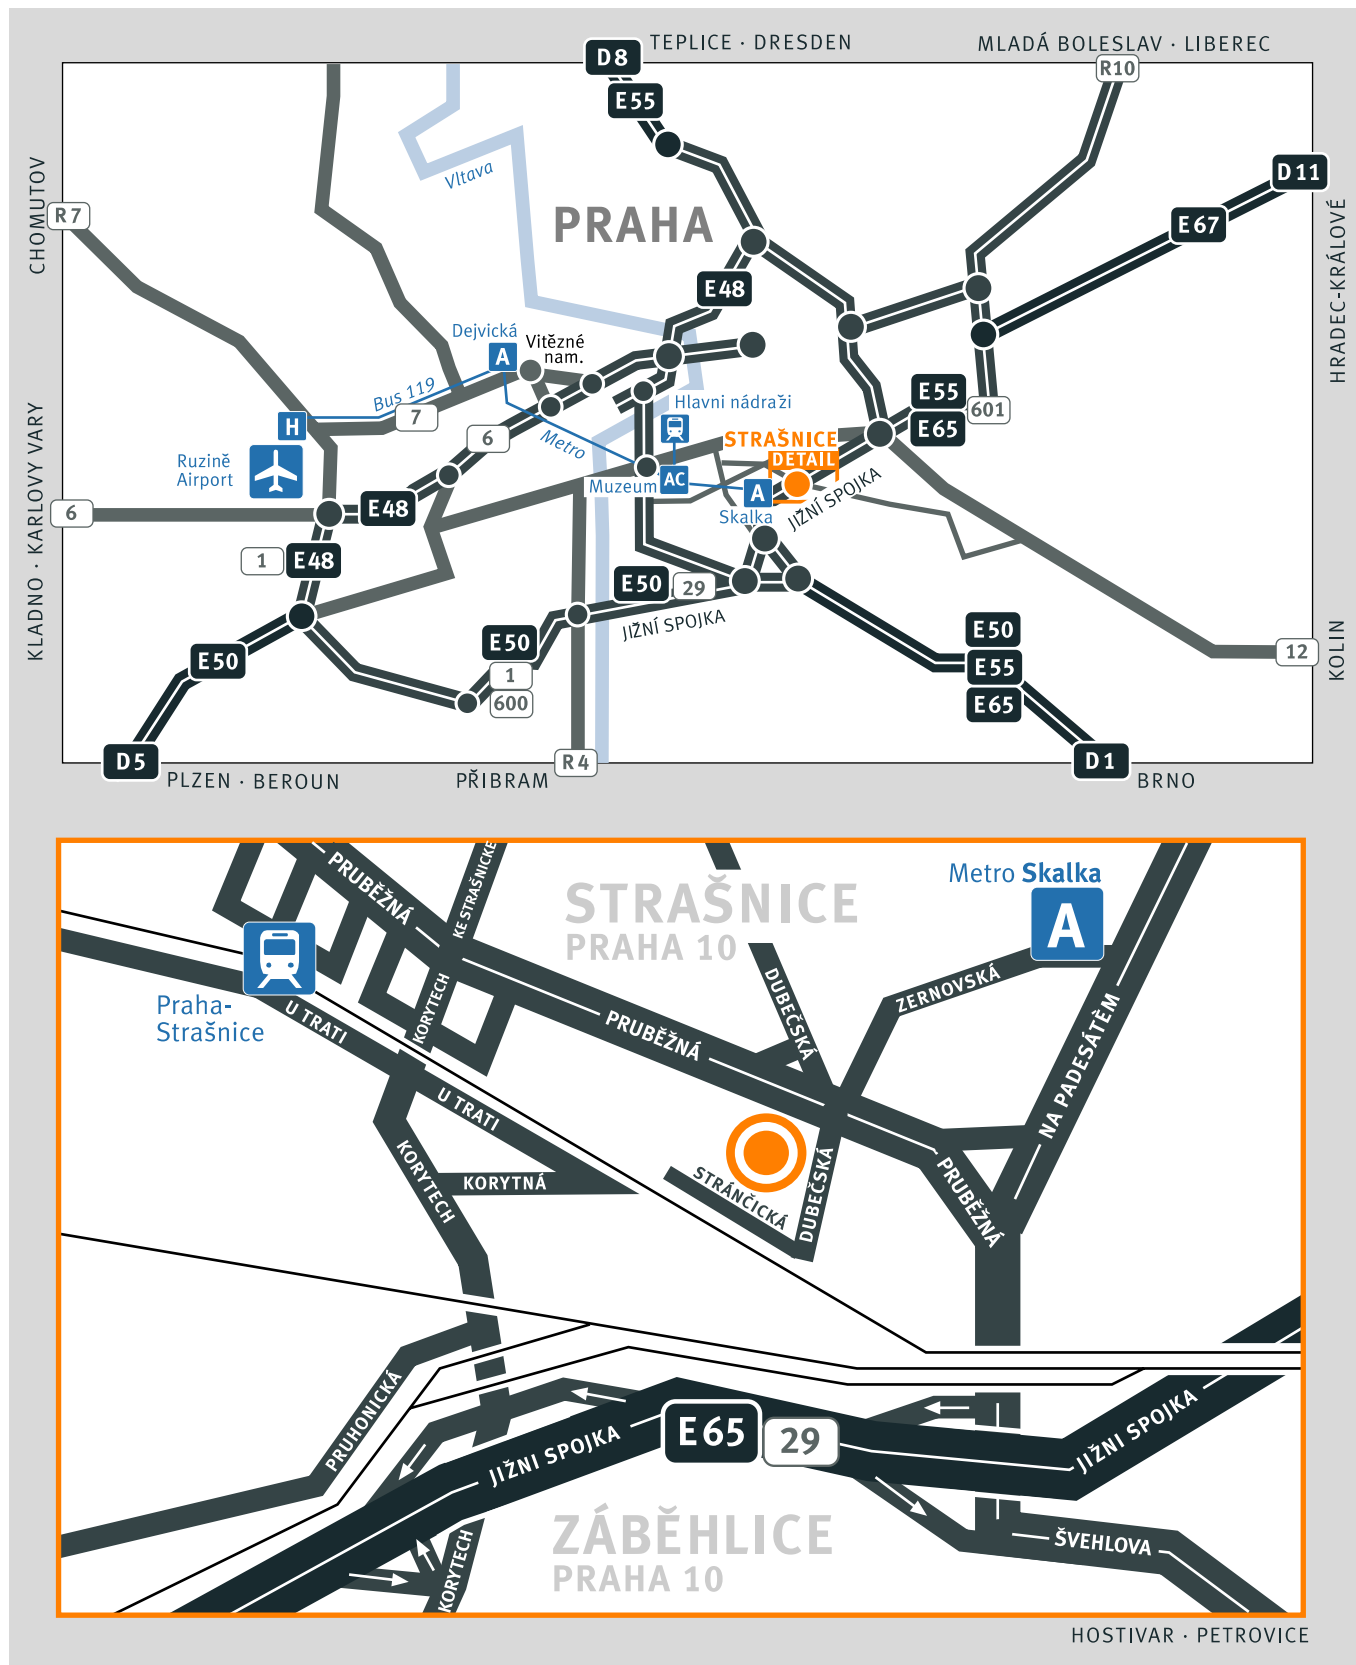 TEPLICE · DRESDEN
MLADÁ BOLESLAV · LIBEREC
D8
R10
E55
CHOMUTOV
Vltava
D11
R7
PRAHA
E67
HRADEC-KRÁLOVÉ
E48
Dejvická
A
Vitězné
nam.
Bus 119
7
H
6
Metro
Hlavni nádraži
E55
601
E65
STRAŠNICE
DETAIL
Ruzině
Airport
KLADNO · KARLOVY VARY
Muzeum
AC
A
Skalka
JIŽNÍ SPOJKA
6
E48
1
E48
E50
29
JIŽNÍ SPOJKA
E50
1
600
E50
E50
E55
E65
12
KOLIN
D5
R4
D1
PLZEN · BEROUN
PŘIBRAM
BRNO
PRUBĚŽNÁ
KE STRAŠNICKE
STRAŠNICE
PRAHA 10
Metro Skalka
A
Praha-
Strašnice
U TRATI
KORYTECH
PRUBĚŽNÁ
DUBEČSKÁ
ZERNOVSKÁ
NA PADESÁTÈM
U TRATI
KORYTECH
KORYTNÁ
STRÁNČICKÁ
DUBEČSKÁ
PRUBĚŽNÁ
PRUHONICKÁ
JIŽNI SPOJKA
E65
29
JIŽNI SPOJKA
ZÁBĚHLICE
PRAHA 10
KORYTECH
ŠVEHLOVA
HOSTIVAR · PETROVICE